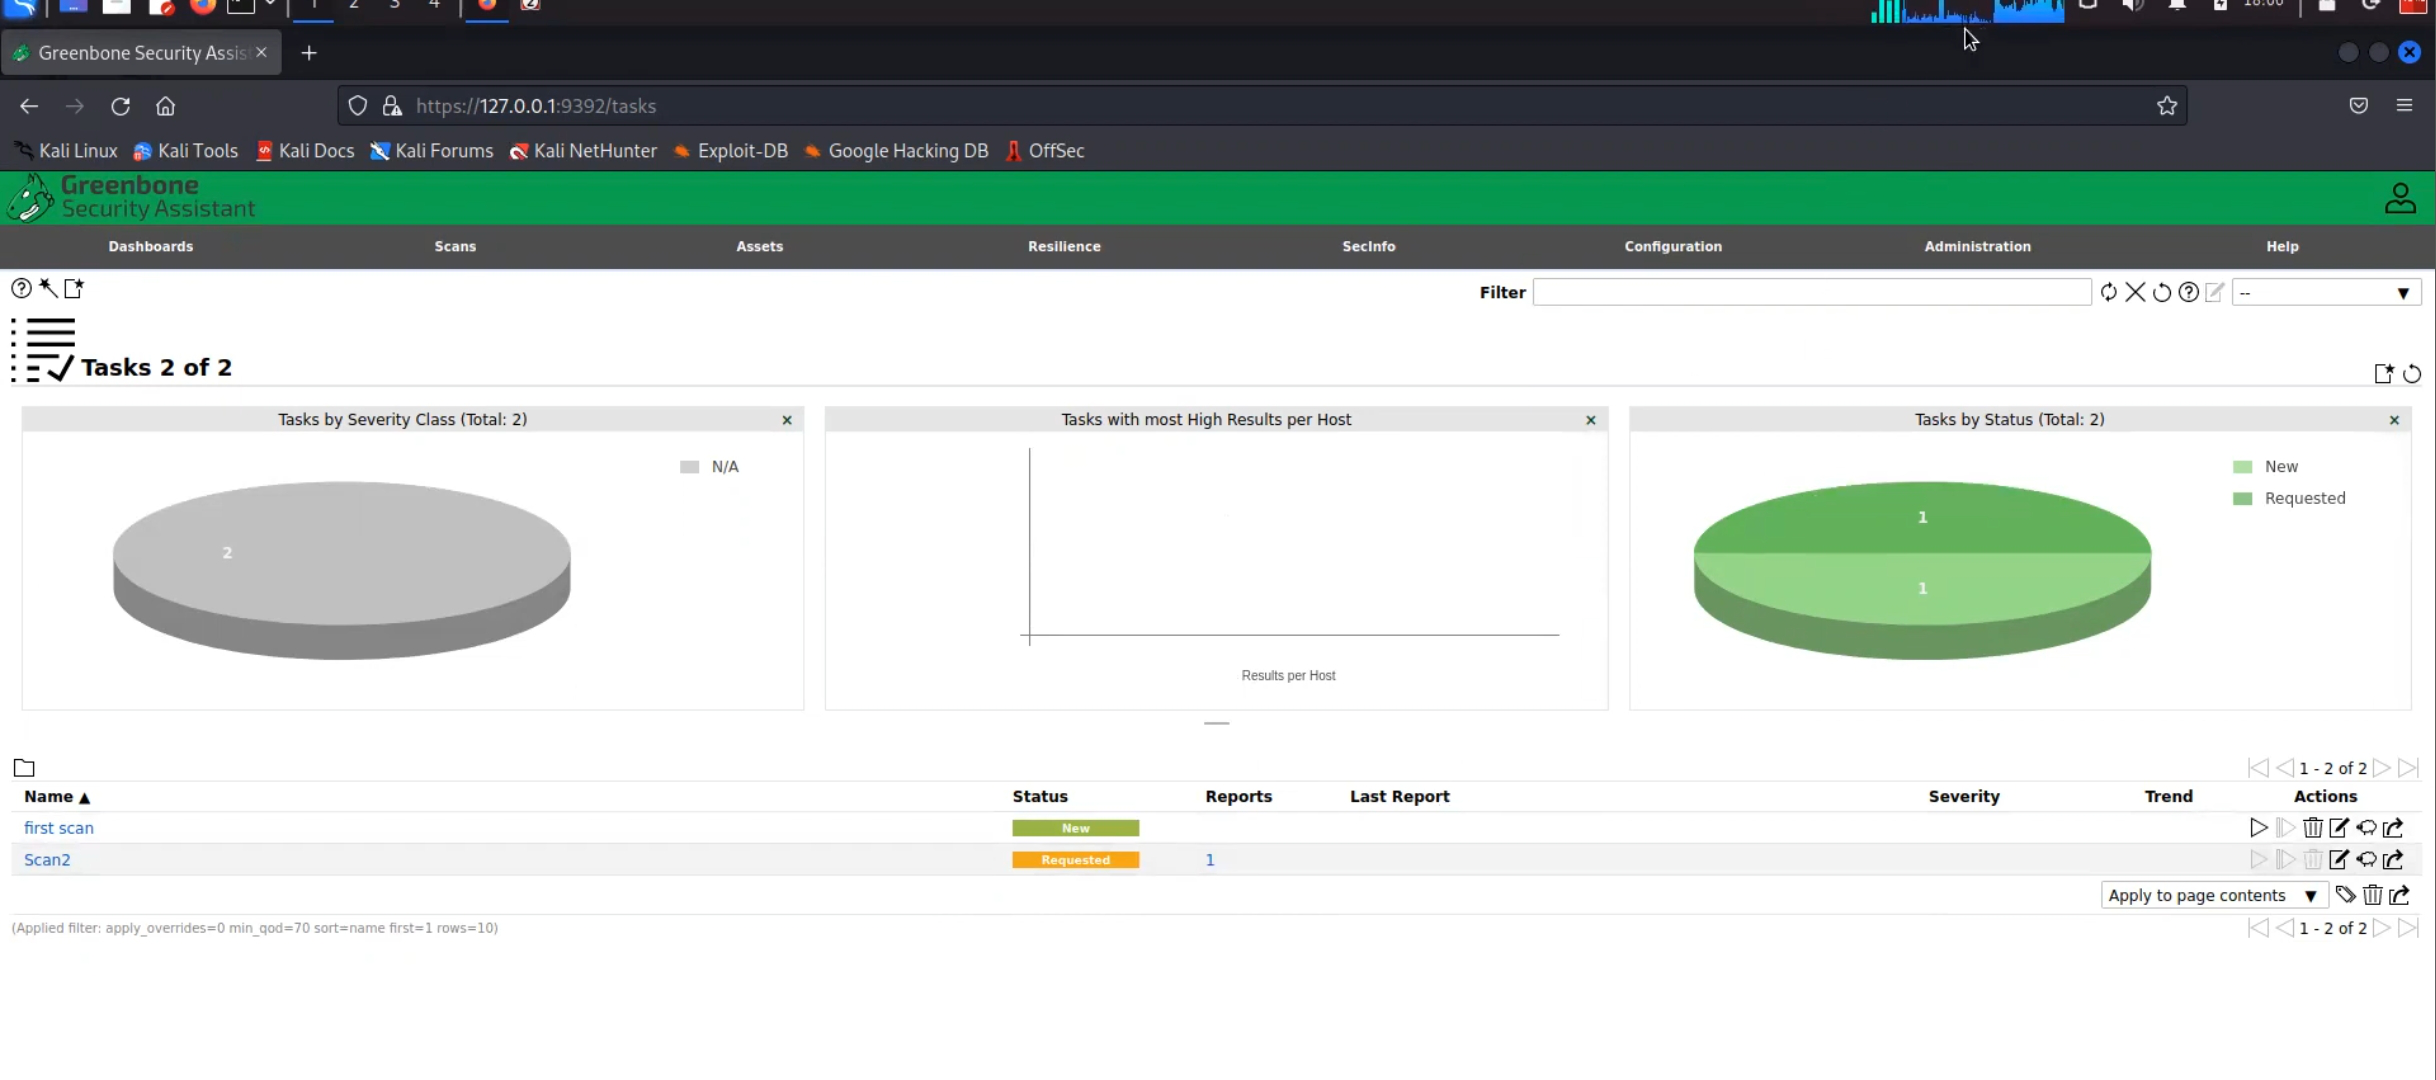 1 2 3 4
Greenbone Security Assis
https://127.0.0.1:9392/tasks
Kali Linux Kali Tools Kali Docs Kali Forums Kali NetHunter Exploit-DB Google Hacking DB OffSec
Greenbone
Security Assistant
Dashboards Scans Assets Resilience SecInfo Configuration Administration Help
Filter --
Tasks 2 of 2
Tasks by Severity Class (Total: 2)
N/A
2
Tasks with most High Results per Host
Results per Host
Tasks by Status (Total: 2)
New
Requested
1
1
1 - 2 of 2
Name ▲ Status Reports Last Report Severity Trend Actions
first scan New
Scan2 Requested 1
Apply to page contents ▼
(Applied filter: apply_overrides=0 min_qod=70 sort=name first=1 rows=10) 1 - 2 of 2